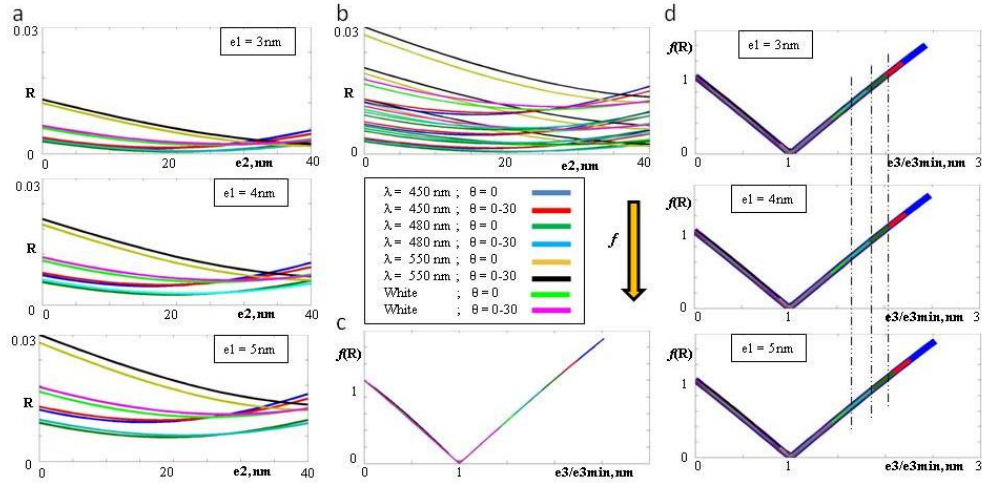 a
0.03
e1 = 3nm
R
0
0
20
e2,nm
40
0.03
e1 = 4nm
R
0
0
20
e2,nm
40
0.03
e1 = 5nm
R
0
0
20
e2,nm
40
b
0.03
R
0
0
20
e2,nm
40
λ = 450 nm ; θ = 0
λ = 450 nm ; θ = 0-30
λ = 480 nm ; θ = 0
λ = 480 nm ; θ = 0-30
λ = 550 nm ; θ = 0
λ = 550 nm ; θ = 0-30
White ; θ = 0
White ; θ = 0-30
f
c
f(R)
1
0
0
1
e3/e3min,nm
3
d
f(R)
e1 = 3nm
1
0
0
1
e3/e3min, nm
3
f(R)
e1 = 4nm
1
0
0
1
e3/e3min,nm
3
f(R)
e1 = 5nm
1
0
0
1
e3/e3min,nm
3